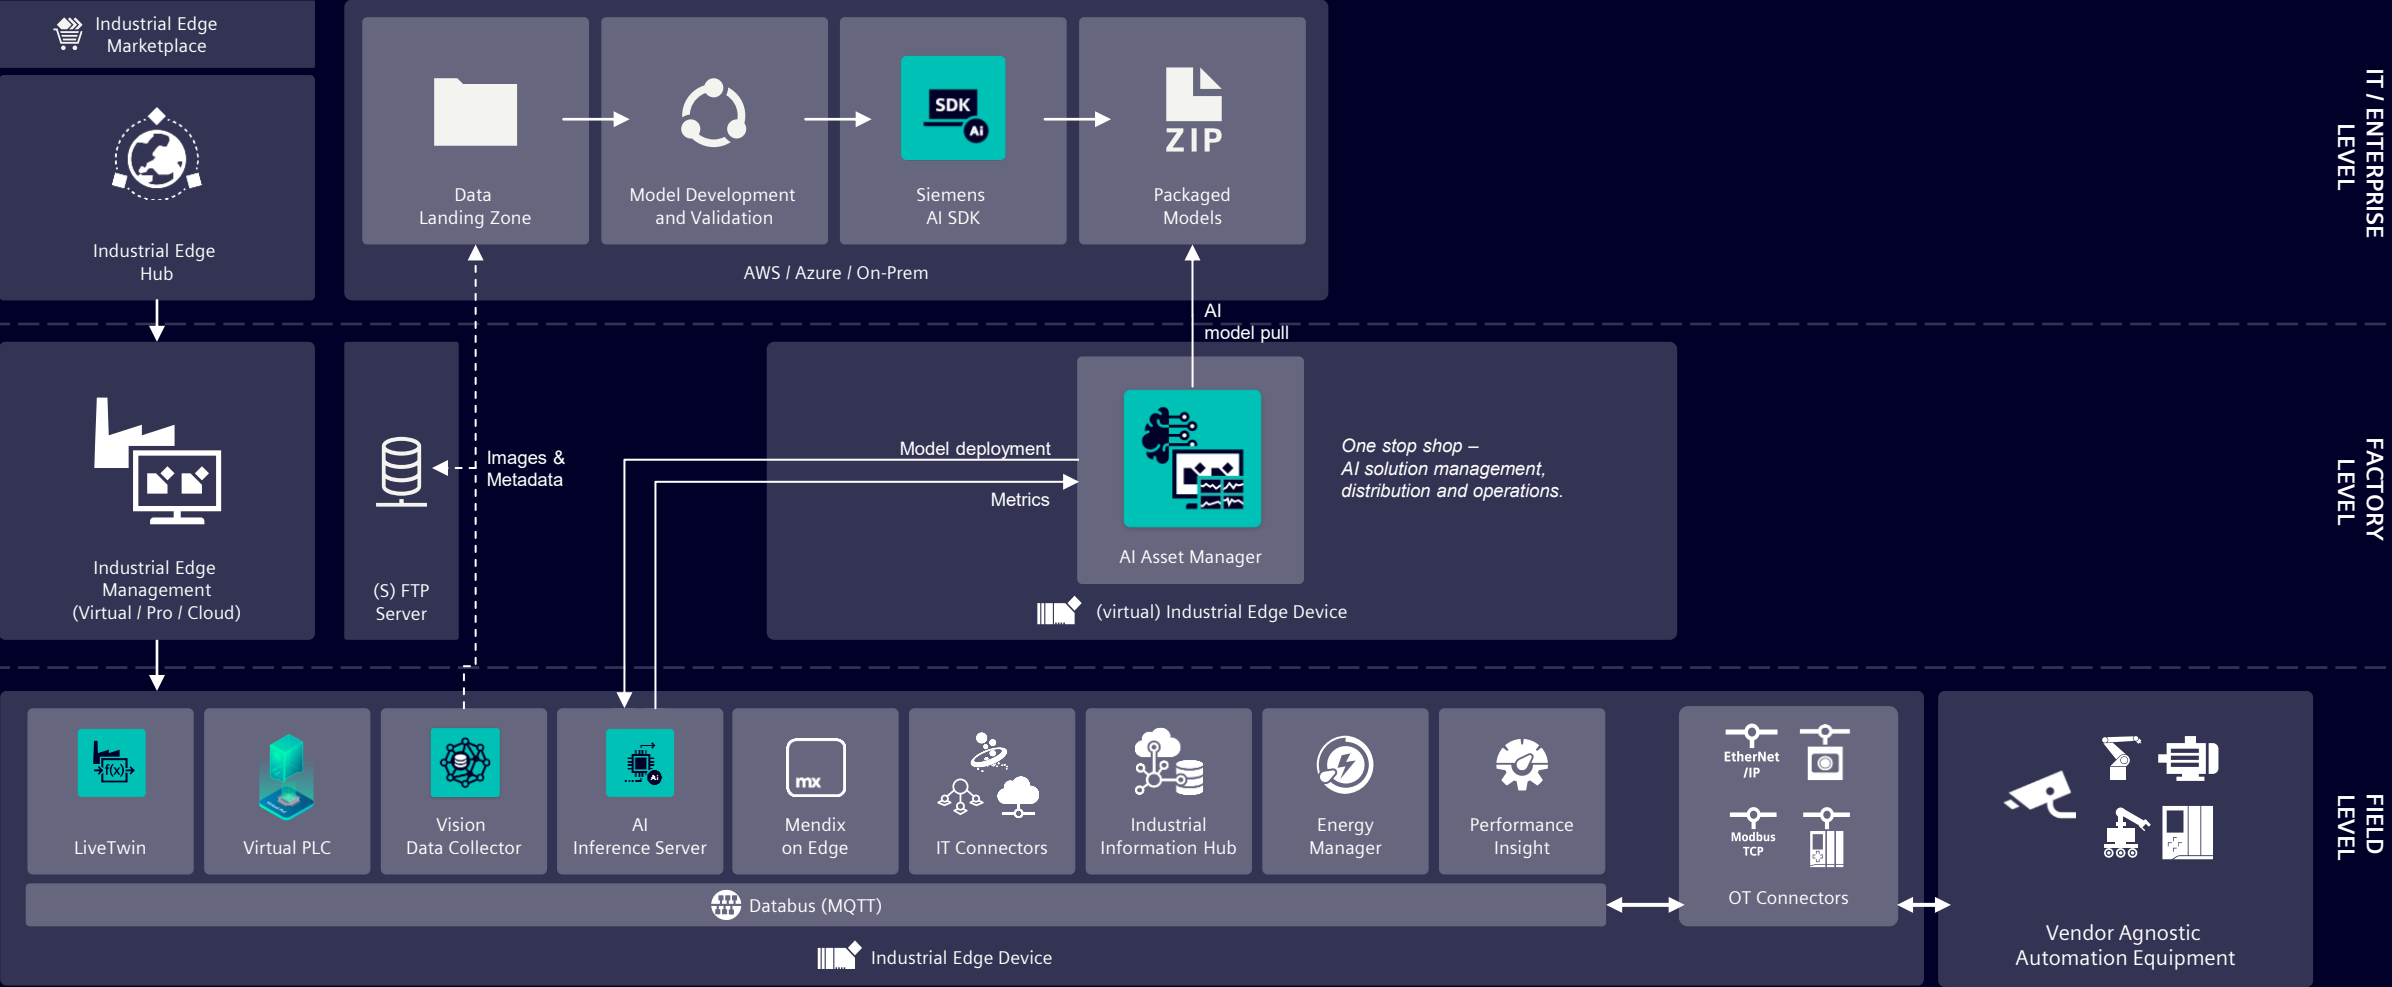 Industrial Edge
Marketplace
Industrial Edge
Hub
SDK
Ai
ZIP
Data
Landing Zone
Model Development
and Validation
Siemens
AI SDK
Packaged
Models
AWS / Azure / On-Prem
IT / ENTERPRISE
LEVEL
AI
model pull
Industrial Edge
Management
(Virtual / Pro / Cloud)
(S) FTP
Server
Images &
Metadata
Model deployment
Metrics
AI Asset Manager
One stop shop –
AI solution management,
distribution and operations.
(virtual) Industrial Edge Device
FACTORY
LEVEL
f(x)
LiveTwin
Virtual PLC
Vision
Data Collector
Ai
AI
Inference Server
mx
Mendix
on Edge
IT Connectors
Industrial
Information Hub
Energy
Manager
Performance
Insight
EtherNet
/IP
Modbus
TCP
OT Connectors
Databus (MQTT)
Industrial Edge Device
Vendor Agnostic
Automation Equipment
FIELD
LEVEL